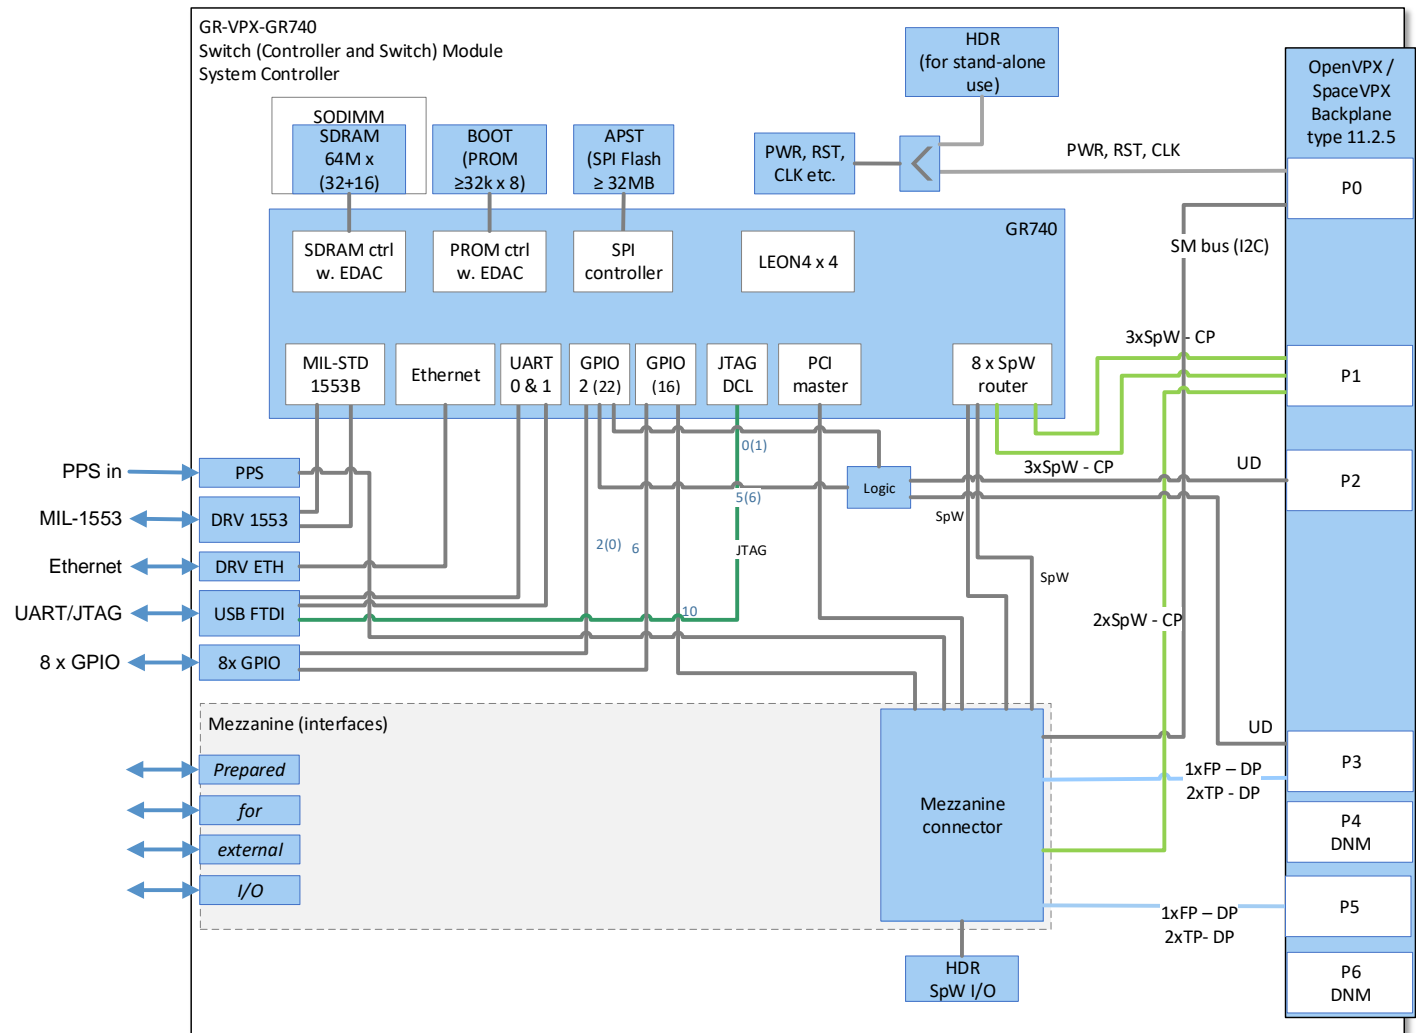 GR-VPX-GR740
Switch (Controller and Switch) Module
System Controller
HDR
(for stand-alone
use)
OpenVPX /
SpaceVPX
Backplane
type 11.2.5
SODIMM
SDRAM
64M x
(32+16)
BOOT
(PROM
≥32k x 8)
APST
(SPI Flash
≥ 32MB
PWR, RST,
CLK etc.
PWR, RST, CLK
P0
GR740
SDRAM ctrl
w. EDAC
PROM ctrl
w. EDAC
SPI
controller
LEON4 x 4
SM bus (I2C)
3xSpW - CP
MIL-STD
1553B
Ethernet
UART
0 & 1
GPIO
2 (22)
GPIO
(16)
JTAG
DCL
PCI
master
8 x SpW
router
P1
0(1)
3xSpW - CP
UD
P2
PPS in
PPS
Logic
5(6)
SpW
MIL-1553
DRV 1553
2(0)
6
JTAG
Ethernet
DRV ETH
SpW
UART/JTAG
USB FTDI
10
2xSpW - CP
8 x GPIO
8x GPIO
Mezzanine (interfaces)
UD
Prepared
1xFP – DP
2xTP - DP
P3
for
Mezzanine
connector
P4
DNM
external
I/O
1xFP – DP
2xTP- DP
P5
HDR
SpW I/O
P6
DNM